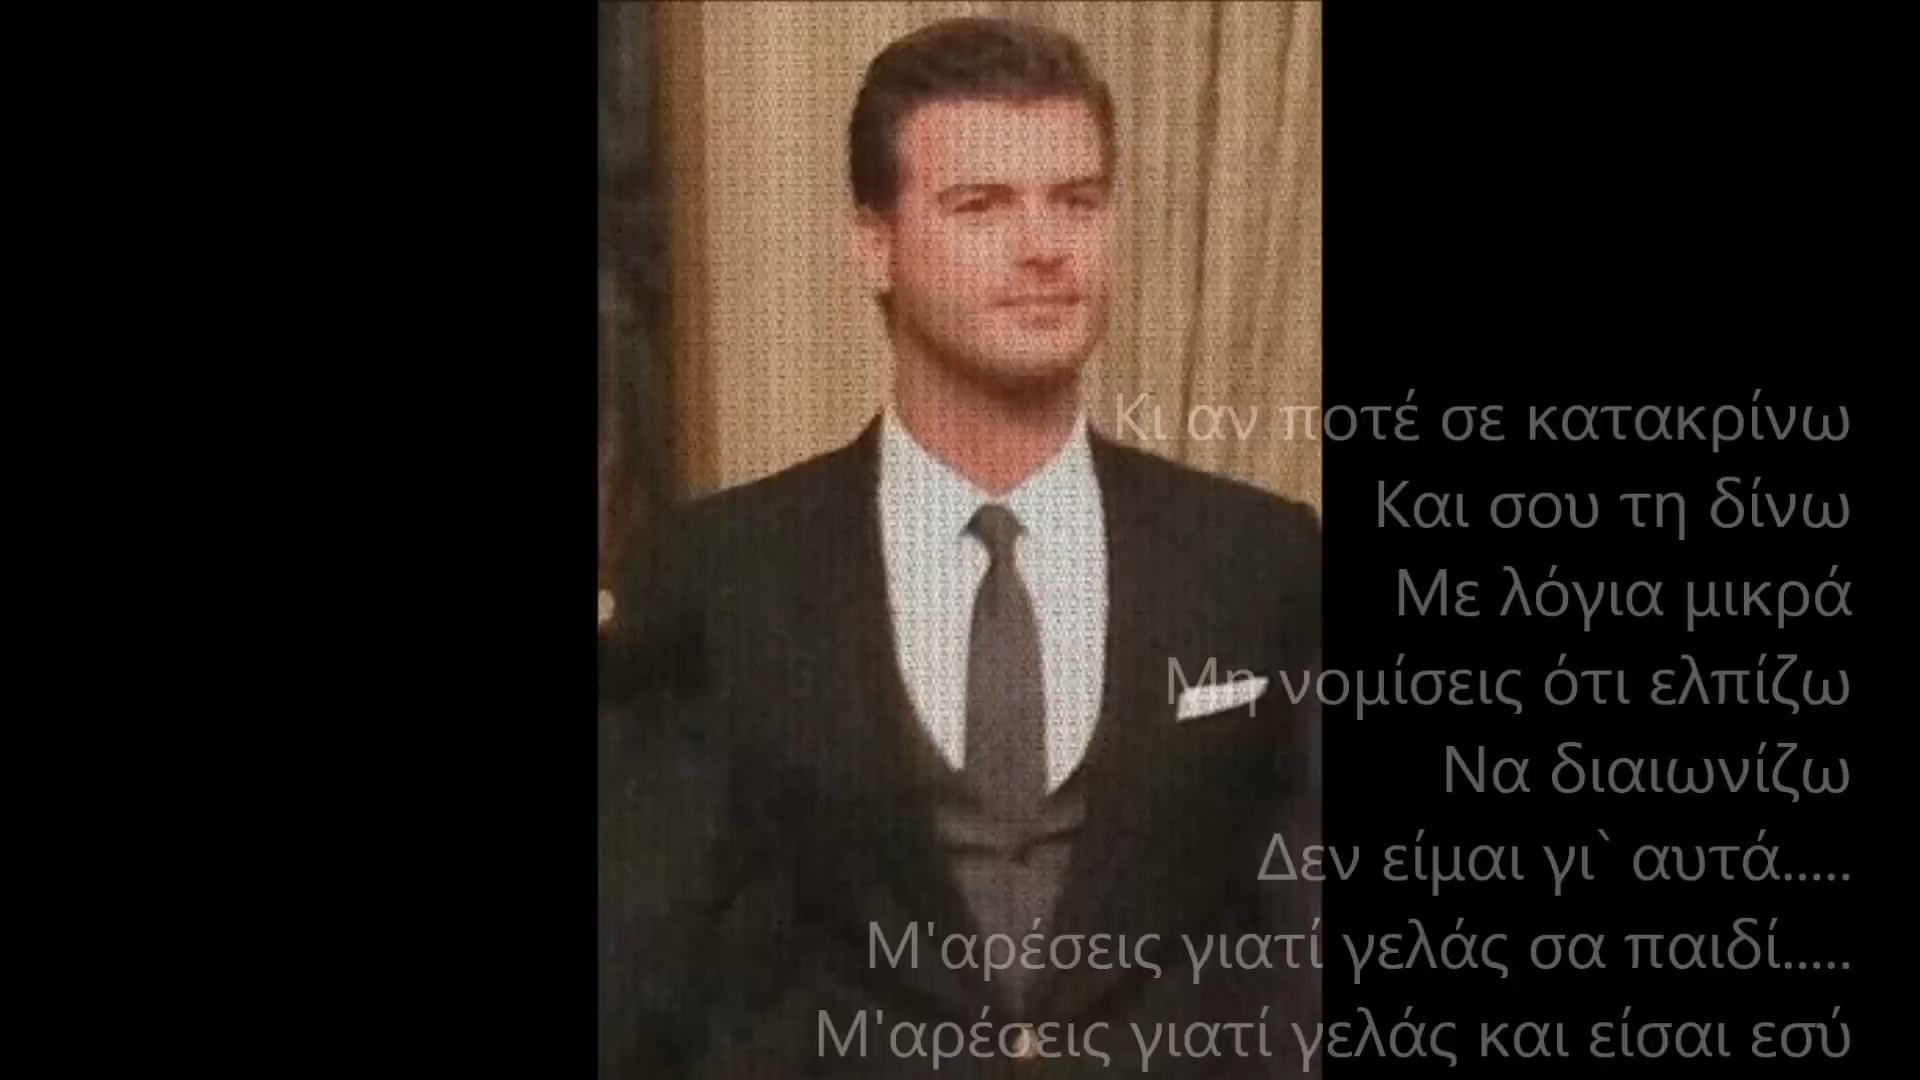 Κι αν ποτέ σε κατακρίνω
Και σου τη δίνω
Με λόγια μικρά
Μη νομίσεις ότι ελπίζω
Να διαιωνίζω
Δεν είμαι γι` αυτά.....
Μ'αρέσεις γιατί γελάς σα παιδί.....
Μ'αρέσεις γιατί γελάς και είσαι εσύ